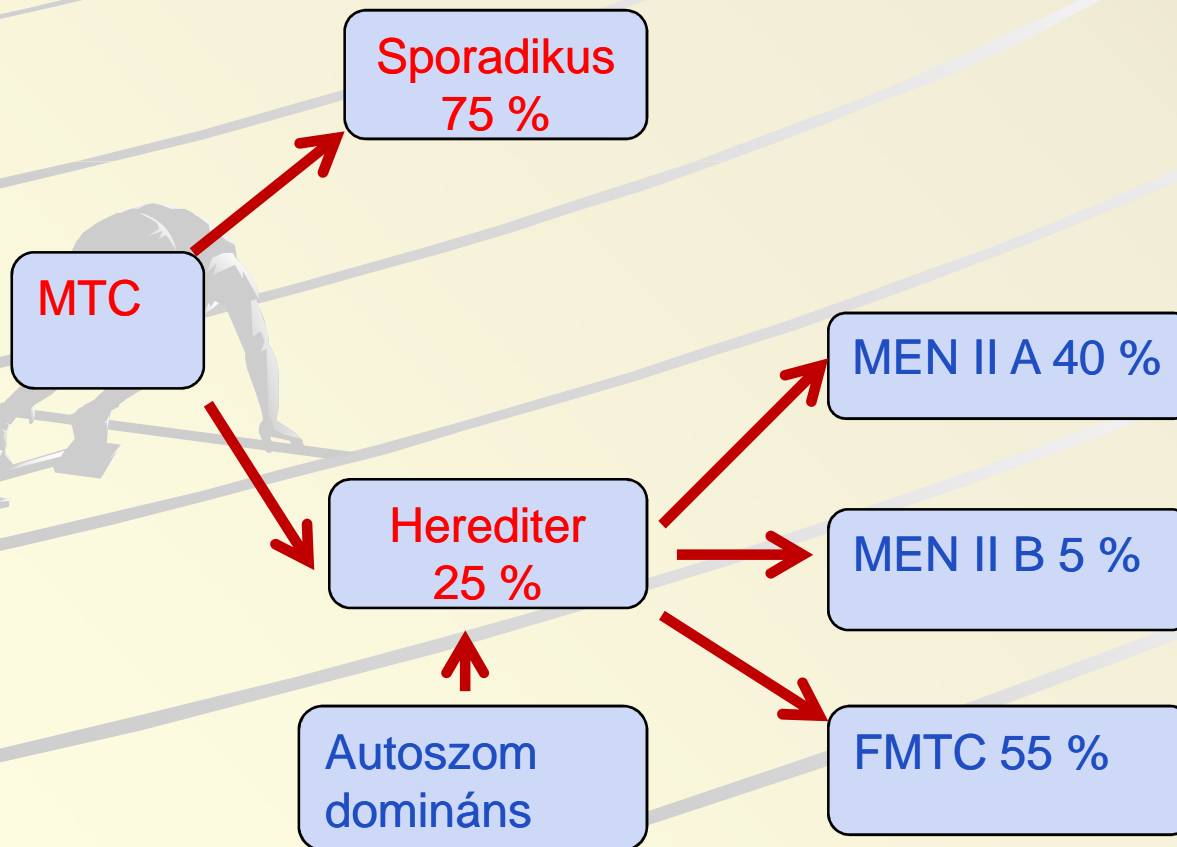 Sporadikus
75 %
MTC
MEN II A 40 %
Herediter
25 %
MEN II B 5 %
Autoszom
domináns
FMTC 55 %